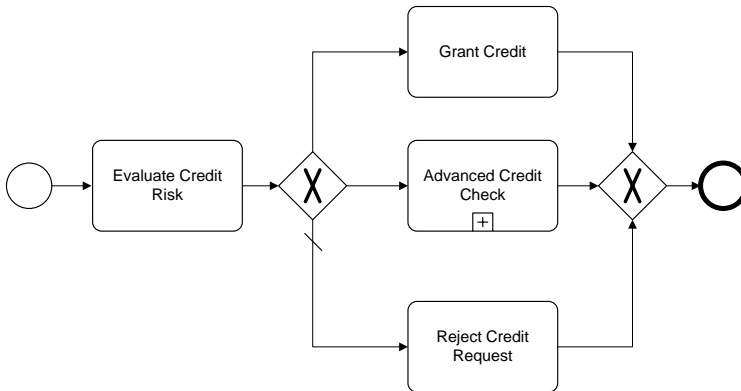 Grant Credit
Evaluate Credit
Risk
Advanced Credit
Check
Reject Credit
Request